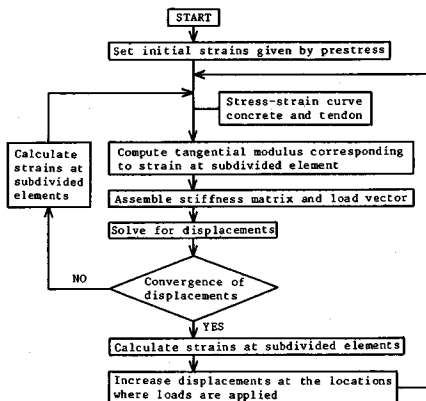 START
Set initial strains given by prestress
Stress-strain curve
concrete and tendon
Calculate
strains at
subdivided
elements
Compute tangential modulus corresponding
to strain at subdivided element
Assemble stiffness matrix and load vector
Solve for displacements
NO
Convergence of
displacements
YES
Calculate strains at subdivided elements
Increase displacements at the locations
where loads are applied